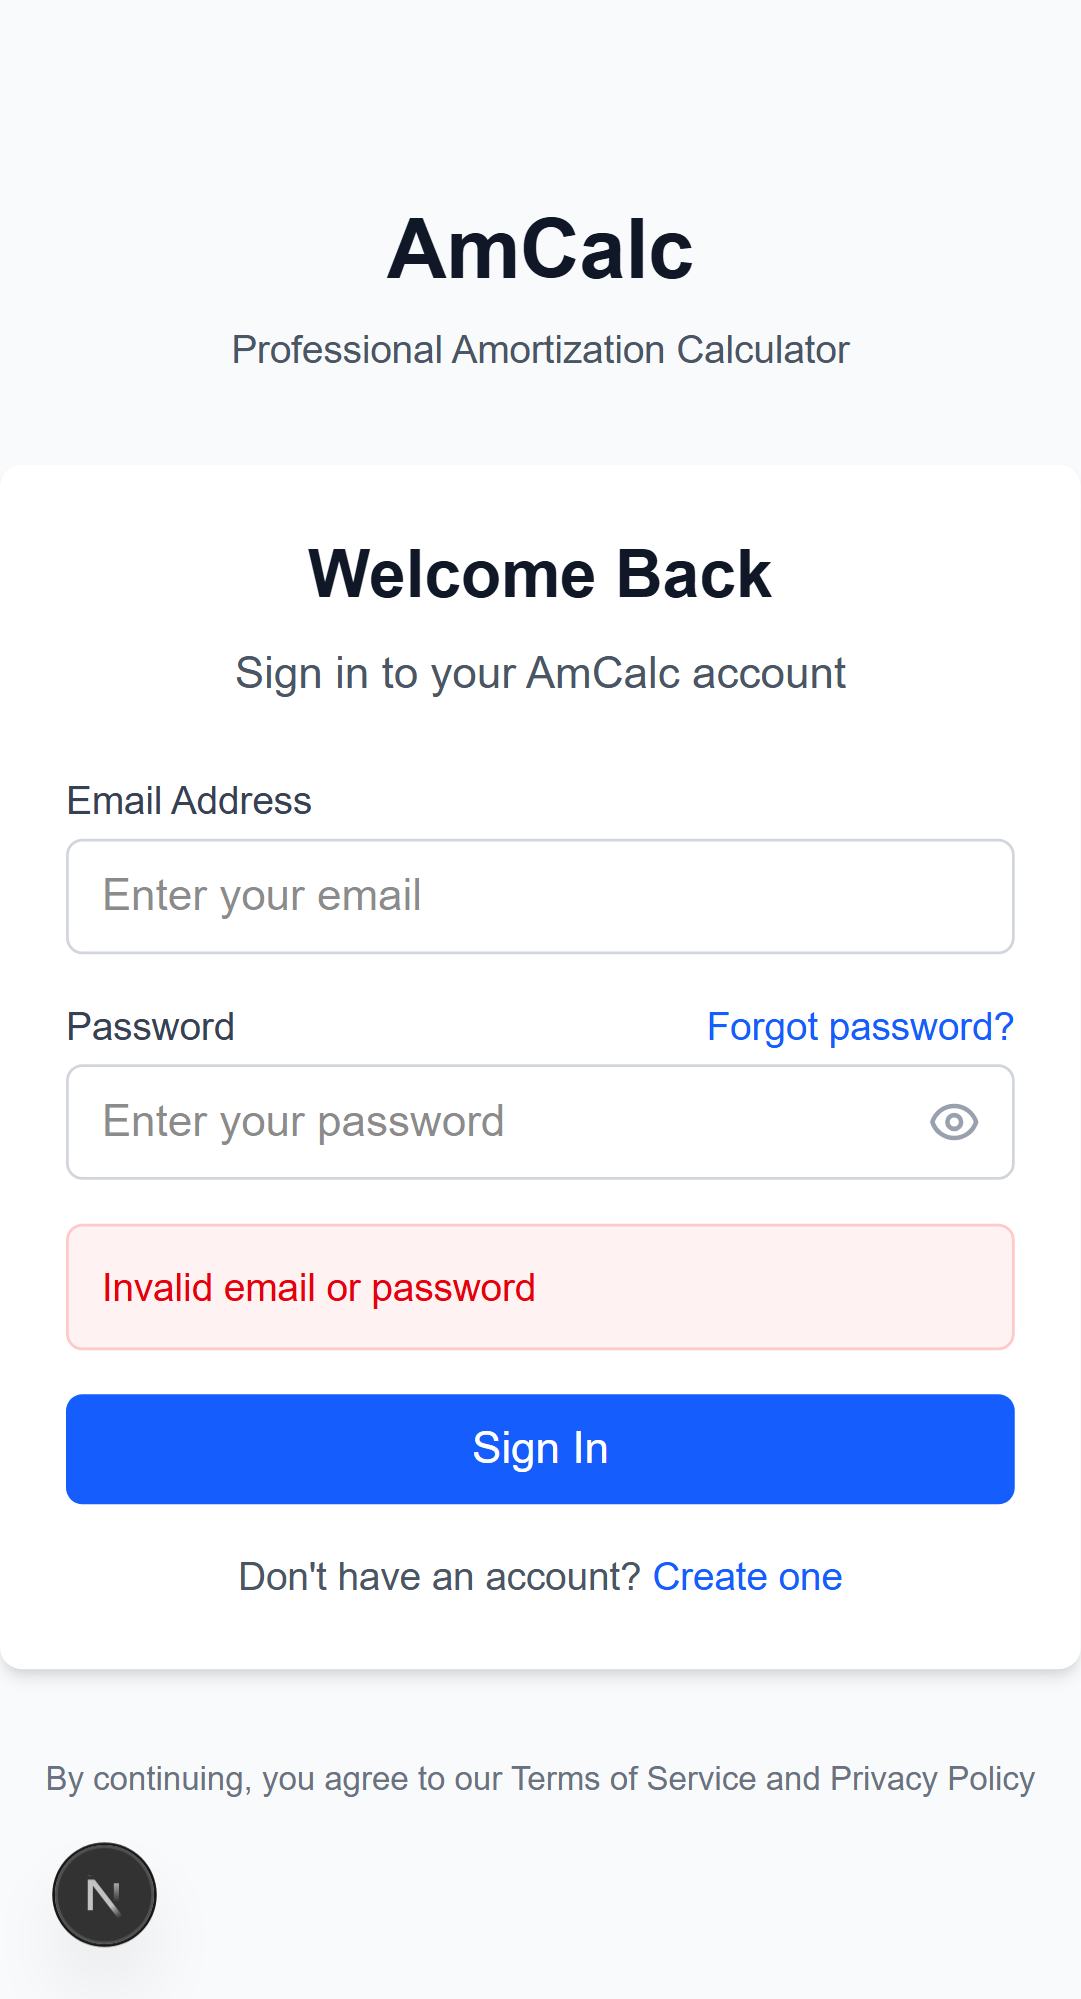 AmCalc
Professional Amortization Calculator
Welcome Back
Sign in to your AmCalc account
Email Address
Enter your email
Password Forgot password?
Enter your password
Invalid email or password
Sign In
Don't have an account? Create one
By continuing, you agree to our Terms of Service and Privacy Policy
N